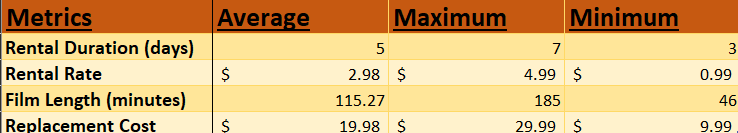 Metrics Average Maximum Minimum
Rental Duration (days) 5 7 3
Rental Rate $ 2.98 $ 4.99 $ 0.99
Film Length (minutes) 115.27 185 46
Replacement Cost $ 19.98 $ 29.99 $ 9.99